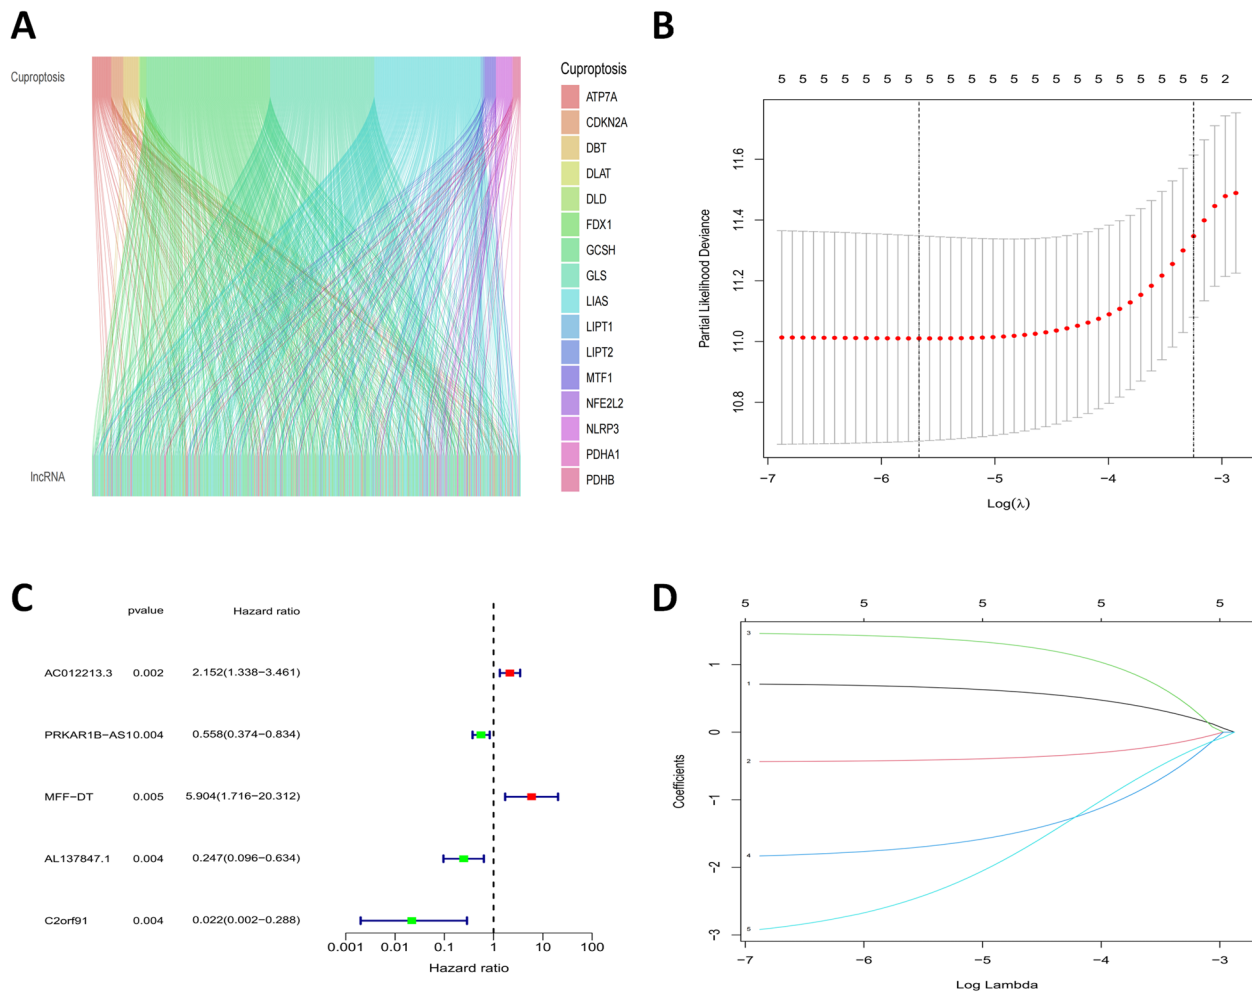 A
Cuproptosis
lncRNA
Cuproptosis
ATP7A
CDKN2A
DBT
DLAT
DLD
FDX1
GCSH
GLS
LIAS
LIPT1
LIPT2
MTF1
NFE2L2
NLRP3
PDHA1
PDHB
B
5 5 5 5 5 5 5 5 5 5 5 5 5 5 5 5 5 5 5 2
Partial Likelihood Deviance
11.6
11.4
11.2
11.0
10.8
−7 −6 −5 −4 −3
Log(λ)
C
pvalue Hazard ratio
AC012213.3 0.002 2.152(1.338−3.461)
PRKAR1B−AS1 0.004 0.558(0.374−0.834)
MFF−DT 0.005 5.904(1.716−20.312)
AL137847.1 0.004 0.247(0.096−0.634)
C2orf91 0.004 0.022(0.002−0.288)
0.001 0.01 0.1 1 10 100
Hazard ratio
D
5 5 5 5 5
Coefficients
1
0
−1
−2
−3
3
1
2
4
5
−7 −6 −5 −4 −3
Log Lambda